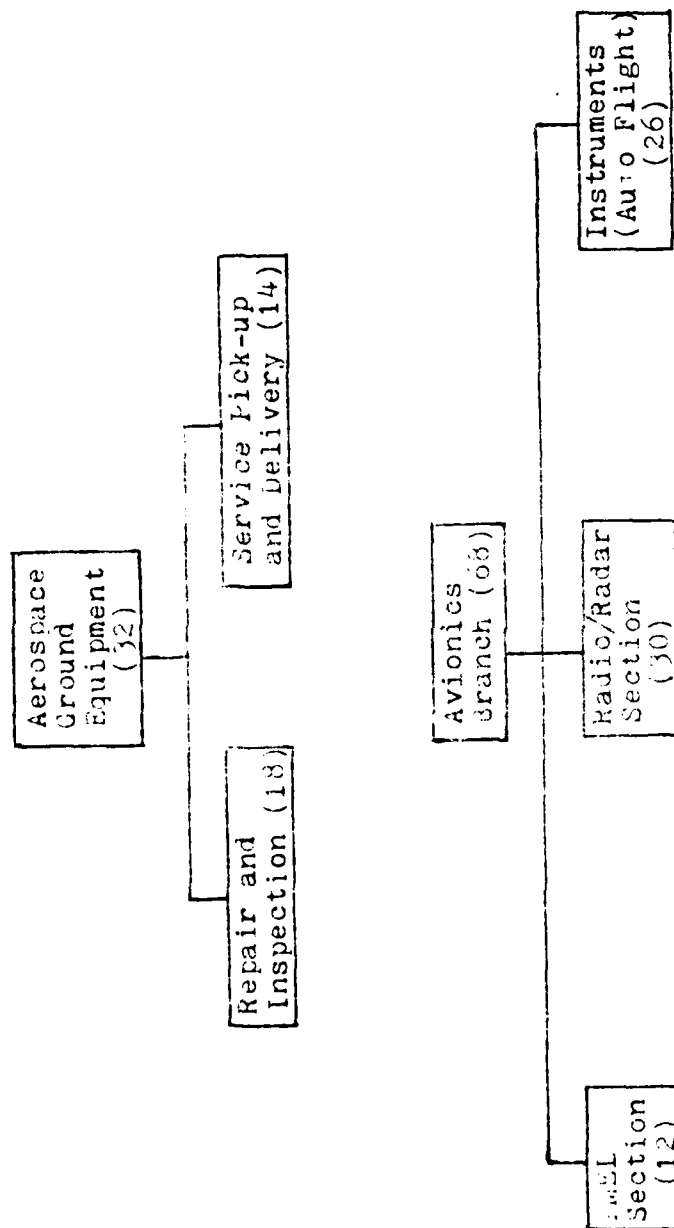 Aerospace
Ground
Equipment
(32)
Repair and
Inspection (18)
Service Pick-up
and Delivery (14)
Avionics
Branch (68)
Section
(12)
Radio/Radar
Section
(30)
Instruments
(Auto Flight)
(26)